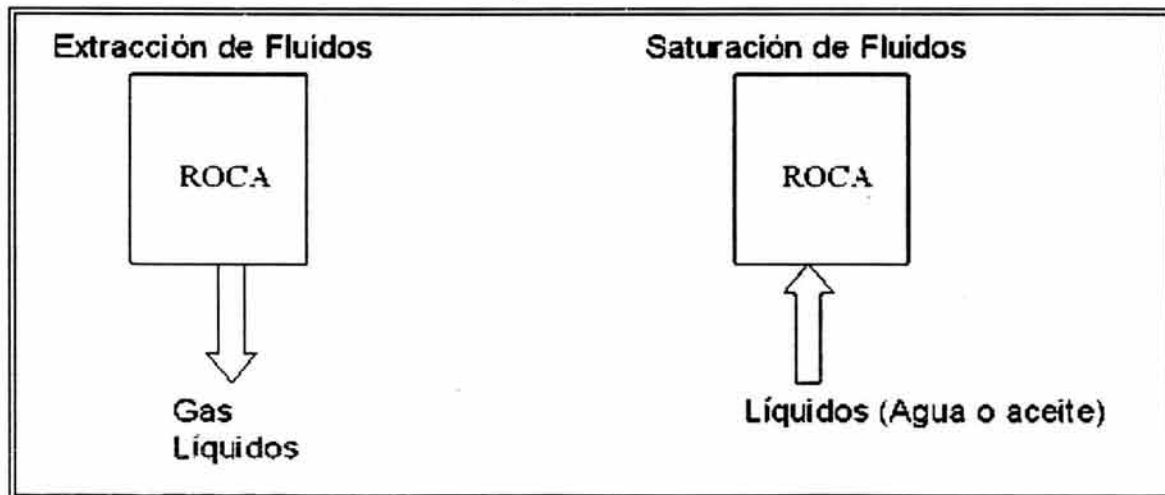 Extracción de Fluidos
ROCA
Gas
Líquidos
Saturación de Fluidos
ROCA
Líquidos (Agua o aceite)